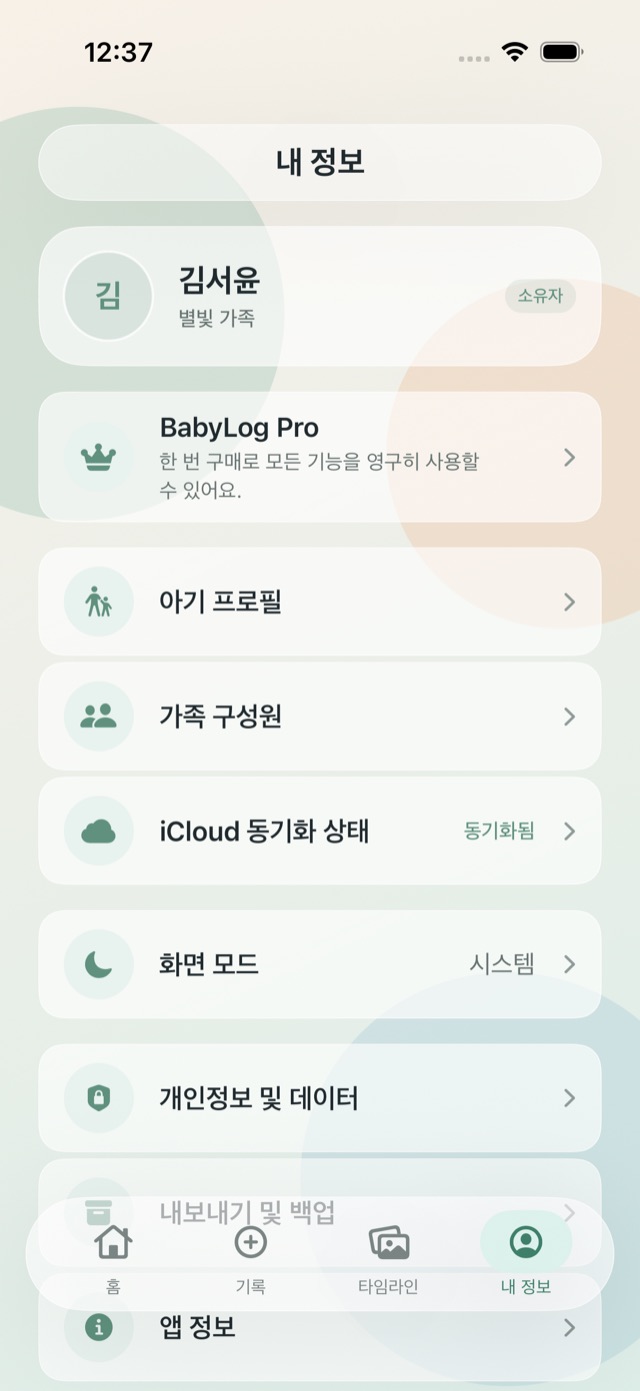 12:37
내 정보
김
김서윤
별빛 가족
소유자
BabyLog Pro
한 번 구매로 모든 기능을 영구히 사용할
수 있어요.
아기 프로필
가족 구성원
iCloud 동기화 상태
동기화됨
화면 모드
시스템
개인정보 및 데이터
내보내기 및 백업
홈
기록
타임라인
내 정보
앱 정보